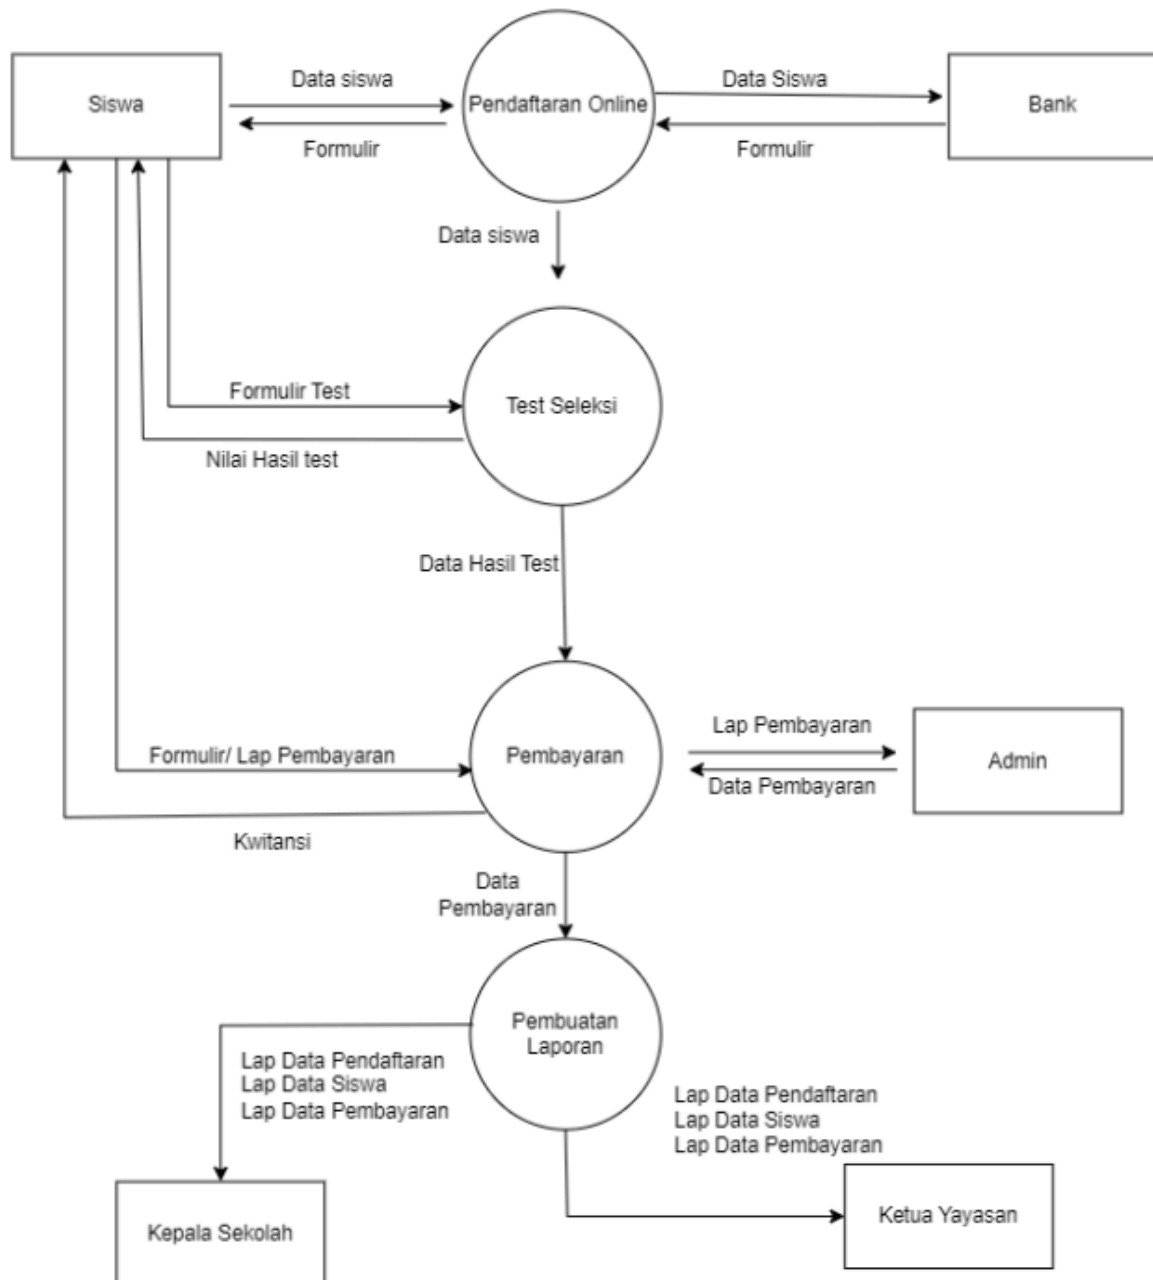 Siswa
Data siswa
Formulir
Pendaftaran Online
Data Siswa
Formulir
Bank
Data siswa
Formulir Test
Nilai Hasil test
Test Seleksi
Data Hasil Test
Formulir/ Lap Pembayaran
Kwitansi
Pembayaran
Lap Pembayaran
Data Pembayaran
Admin
Data
Pembayaran
Pembuatan
Laporan
Lap Data Pendaftaran
Lap Data Siswa
Lap Data Pembayaran
Lap Data Pendaftaran
Lap Data Siswa
Lap Data Pembayaran
Kepala Sekolah
Ketua Yayasan